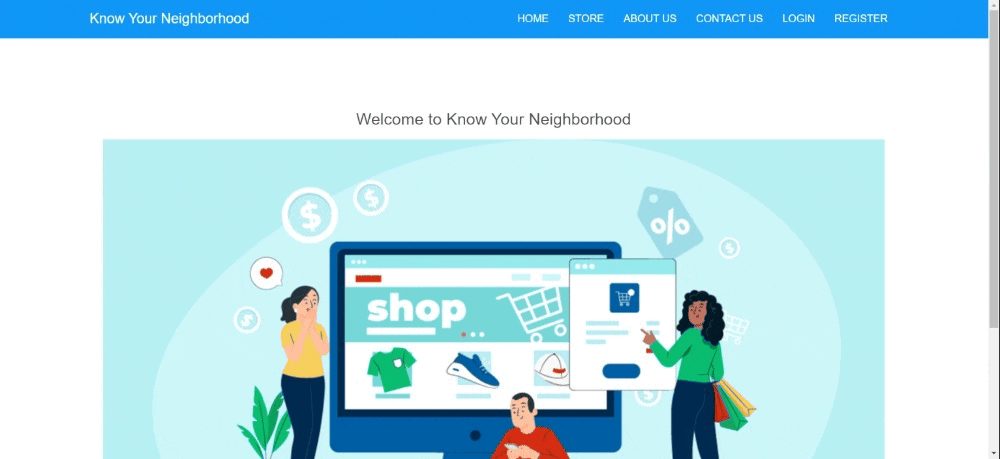 Know Your Neighborhood
HOME STORE ABOUT US CONTACT US LOGIN REGISTER
Welcome to Know Your Neighborhood
$
$
%
$
$
shop
$